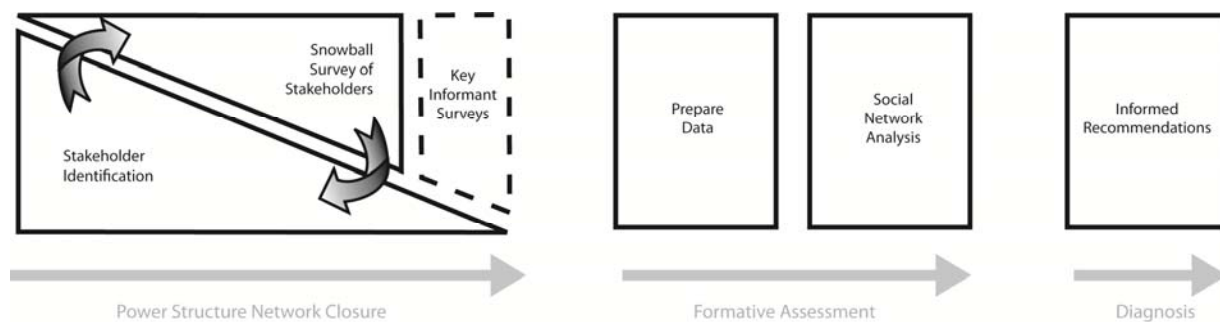 Snowball
Survey of
Stakeholders
Key
Informant
Surveys
Stakeholder
Identification
Prepare
Data
Social
Network
Analysis
Informed
Recommendations
Power Structure Network Closure
Formative Assessment
Diagnosis